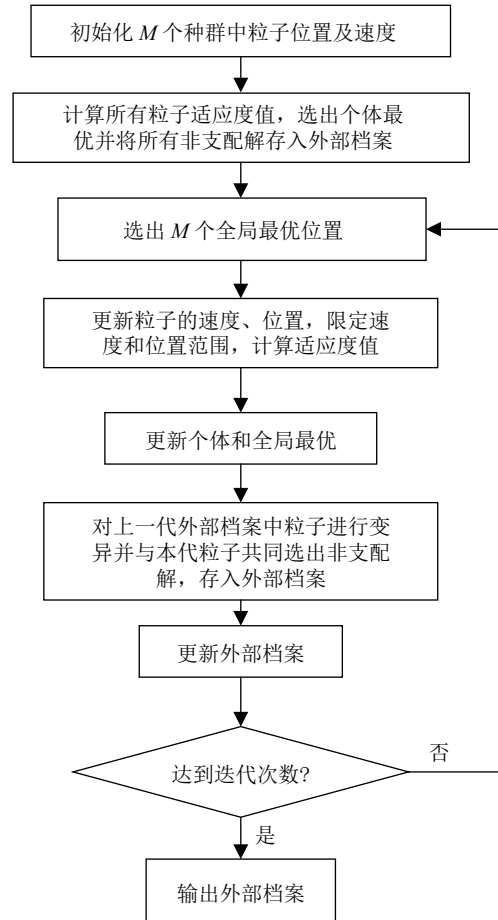 初始化 M 个种群中粒子位置及速度
计算所有粒子适应度值，选出个体最
优并将所有非支配解存入外部档案
选出 M 个全局最优位置
更新粒子的速度、位置，限定速
度和位置范围，计算适应度值
更新个体和全局最优
对上一代外部档案中粒子进行变
异并与本代粒子共同选出非支配
解，存入外部档案
更新外部档案
达到迭代次数?
否
是
输出外部档案